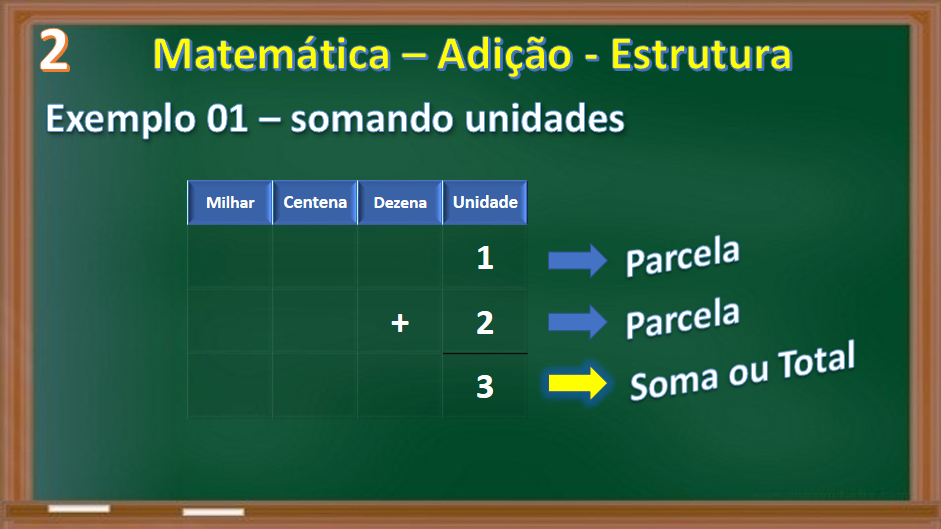 2
Matemática – Adição - Estrutura
Exemplo 01 – somando unidades
Milhar Centena Dezena Unidade
1 Parcela
+ 2 Parcela
3 Soma ou Total